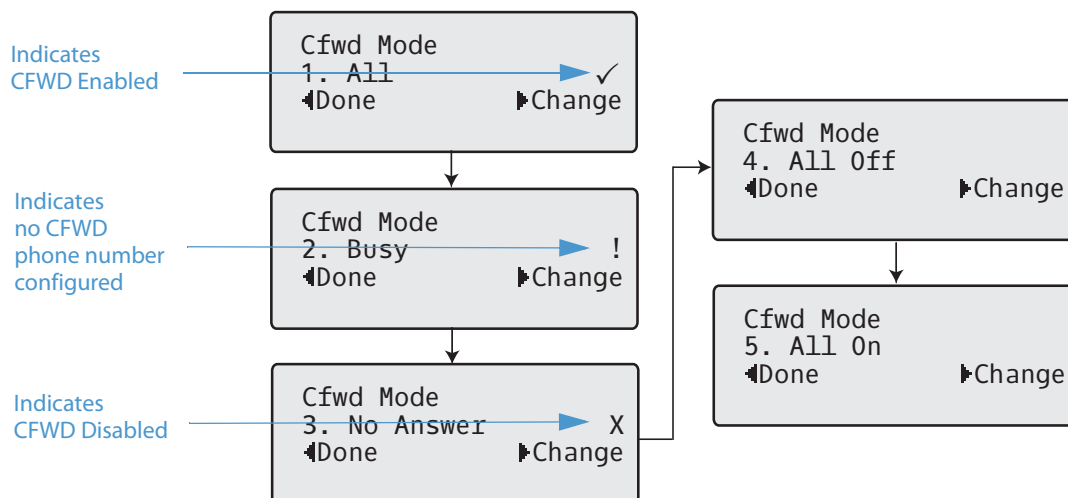 Indicates
CFWD Enabled
Cfwd Mode
1. All ✓
◀Done ▶Change
Indicates
no CFWD
phone number
configured
Cfwd Mode
2. Busy !
◀Done ▶Change
Indicates
CFWD Disabled
Cfwd Mode
3. No Answer X
◀Done ▶Change
Cfwd Mode
4. All Off
◀Done ▶Change
Cfwd Mode
5. All On
◀Done ▶Change